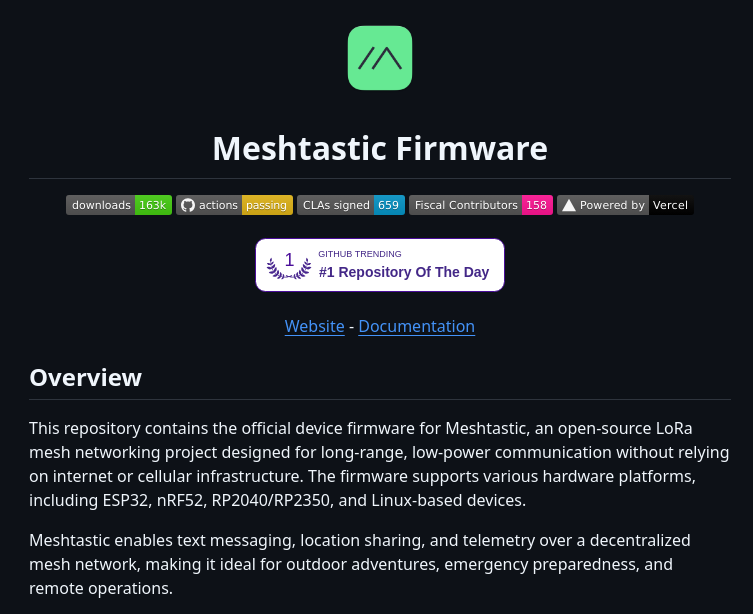 Meshtastic Firmware
downloads 163k actions passing CLAs signed 659 Fiscal Contributors 158 Powered by Vercel
1 GITHUB TRENDING
#1 Repository Of The Day
Website - Documentation
Overview
This repository contains the official device firmware for Meshtastic, an open-source LoRa
mesh networking project designed for long-range, low-power communication without relying
on internet or cellular infrastructure. The firmware supports various hardware platforms,
including ESP32, nRF52, RP2040/RP2350, and Linux-based devices.
Meshtastic enables text messaging, location sharing, and telemetry over a decentralized
mesh network, making it ideal for outdoor adventures, emergency preparedness, and
remote operations.